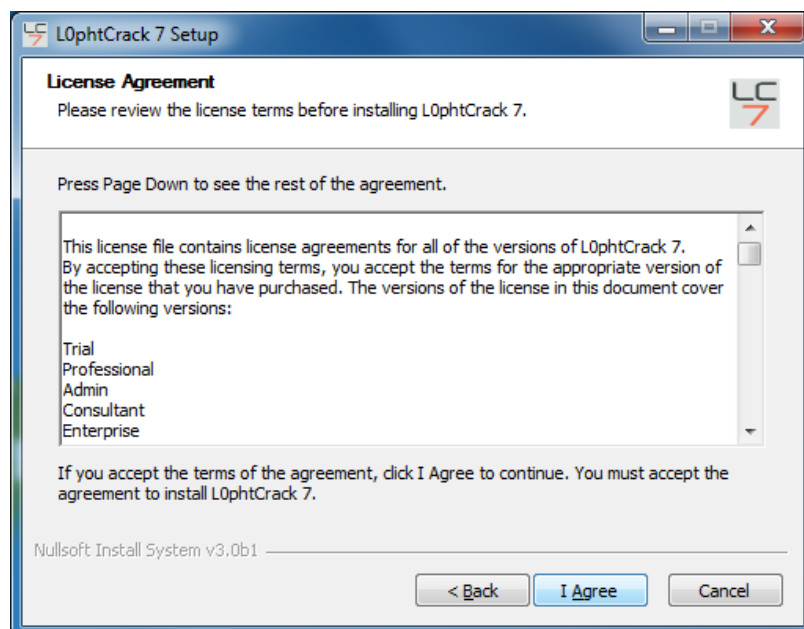 L0phtCrack 7 Setup
License Agreement
Please review the license terms before installing L0phtCrack 7.
LC
7
Press Page Down to see the rest of the agreement.
This license file contains license agreements for all of the versions of L0phtCrack 7.
By accepting these licensing terms, you accept the terms for the appropriate version of
the license that you have purchased. The versions of the license in this document cover
the following versions:
Trial
Professional
Admin
Consultant
Enterprise
If you accept the terms of the agreement, click I Agree to continue. You must accept the
agreement to install L0phtCrack 7.
Nullsoft Install System v3.0b1
< Back
I Agree
Cancel